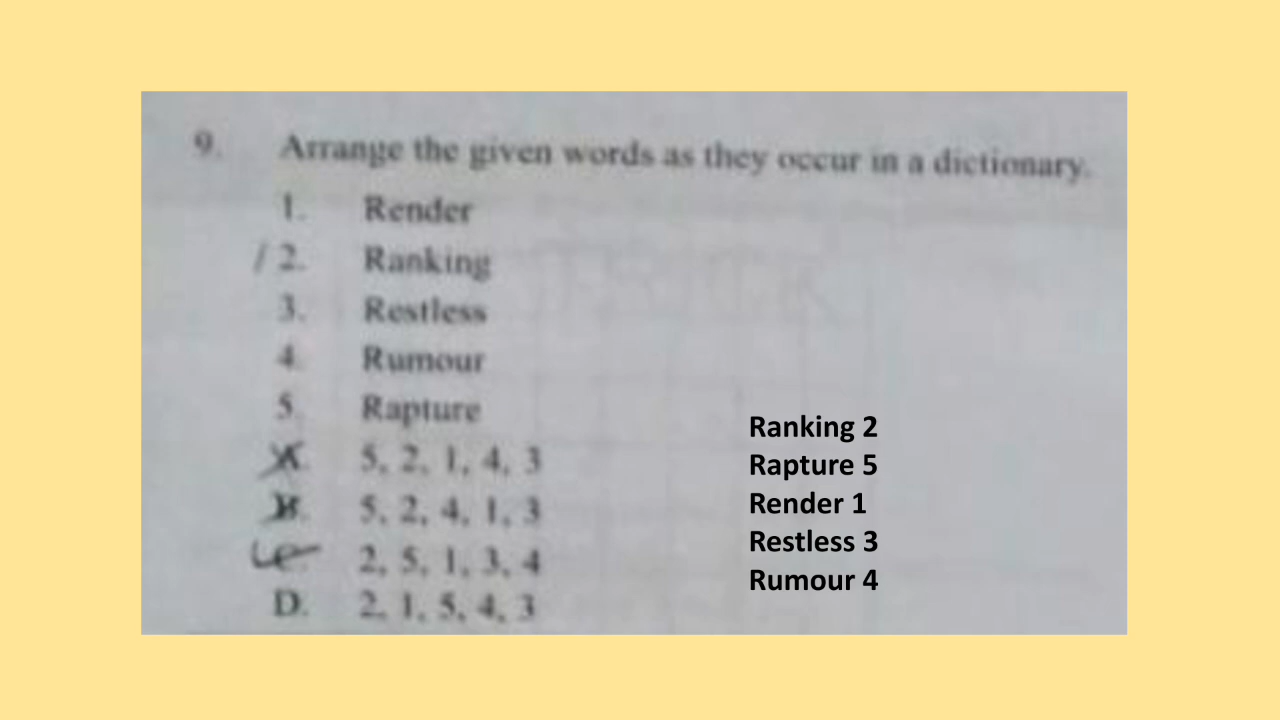 9. Arrange the given words as they occur in a dictionary.
1. Render
/ 2. Ranking
3. Restless
4. Rumour
5. Rapture
A. 5, 2, 1, 4, 3
B. 5, 2, 4, 1, 3
C. 2, 5, 1, 3, 4
D. 2, 1, 5, 4, 3
Ranking 2
Rapture 5
Render 1
Restless 3
Rumour 4